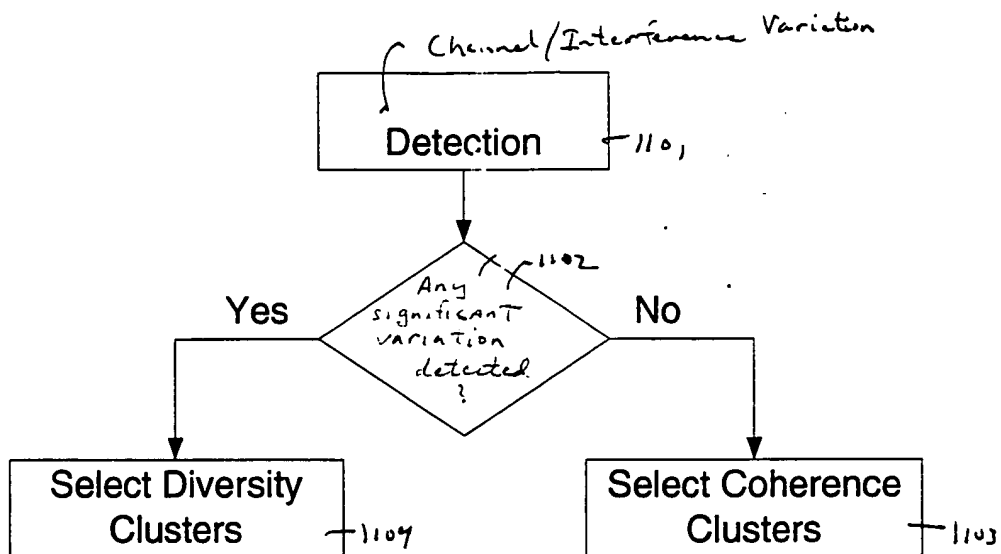 Channel/Interference Variation
Detection
1101
1102
Any
significant
variation
detected
?
Yes
No
Select Diversity
Clusters
1104
Select Coherence
Clusters
1103